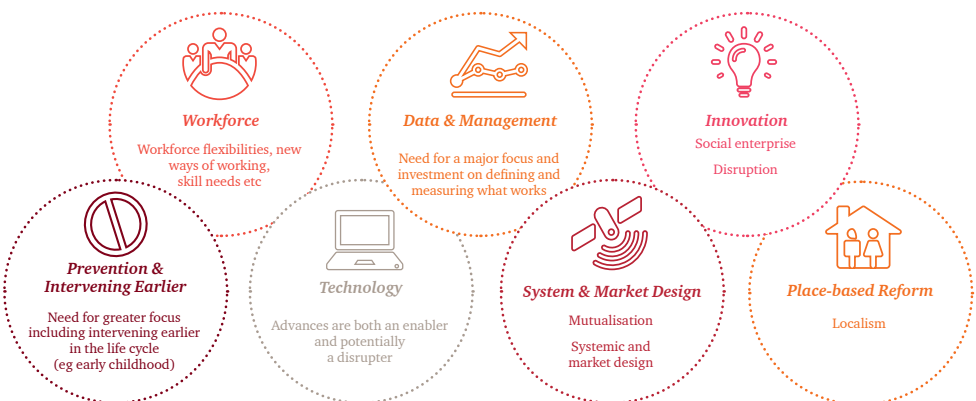 Workforce
Workforce flexibilities, new
ways of working,
skill needs etc
Data & Management
Need for a major focus and
investment on defining and
measuring what works
Innovation
Social enterprise
Disruption
Prevention &
Intervening Earlier
Need for greater focus
including intervening earlier
in the life cycle
(eg early childhood)
Technology
Advances are both an enabler
and potentially
a disrupter
System & Market Design
Mutualisation
Systemic and
market design
Place-based Reform
Localism